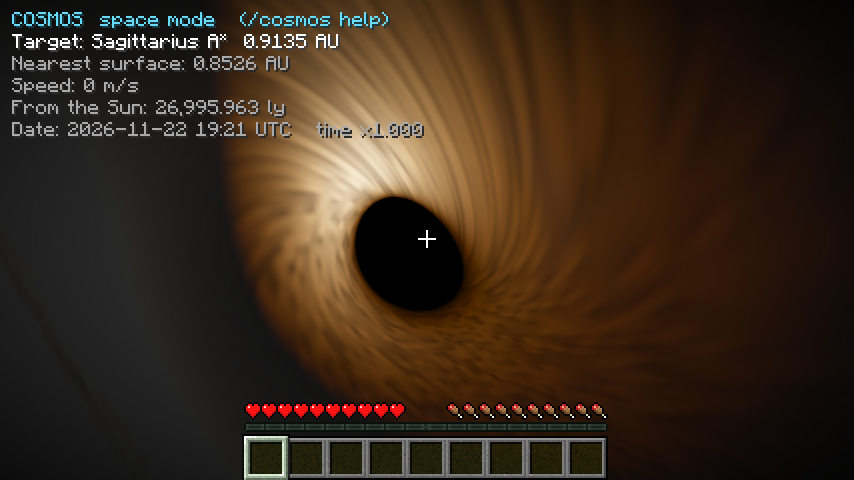 COSMOS space mode (/cosmos help)
Target: Sagittarius A* 0.9135 AU
Nearest surface: 0.8526 AU
Speed: 0 m/s
From the Sun: 26,995.963 ly
Date: 2026-11-22 19:21 UTC time x1.000